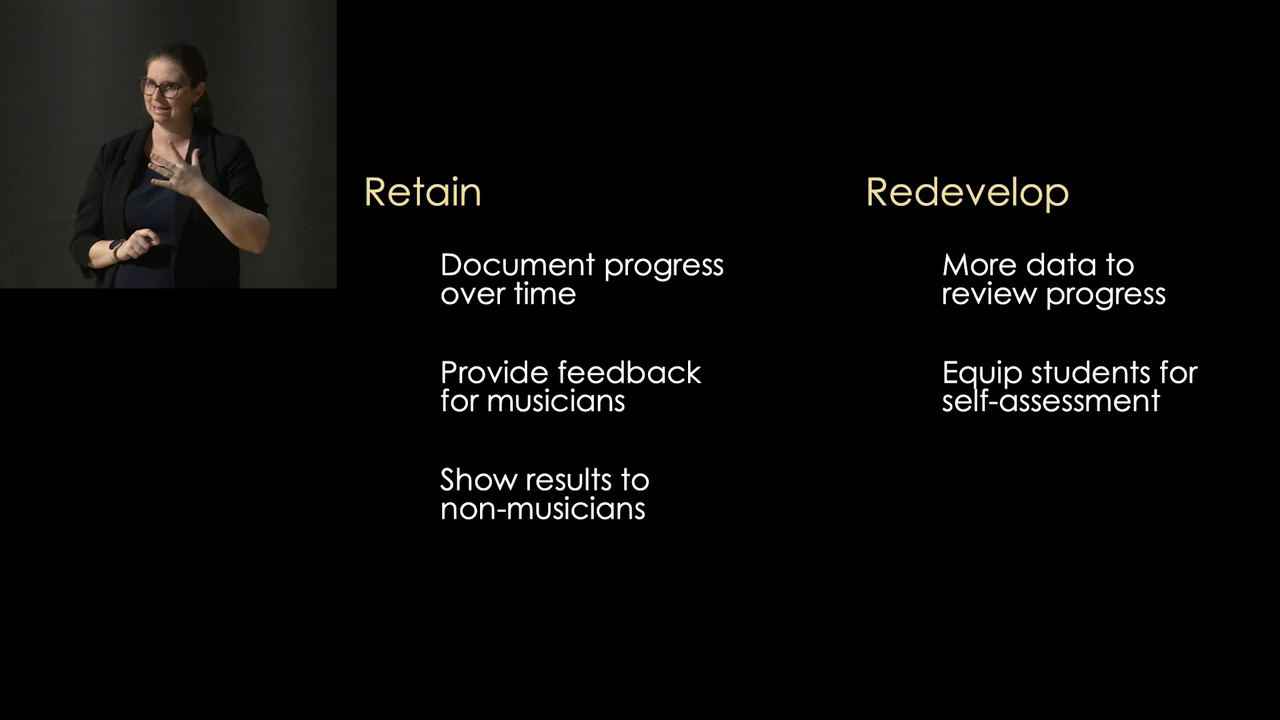 Retain
Document progress
over time
Provide feedback
for musicians
Show results to
non-musicians
Redevelop
More data to
review progress
Equip students for
self-assessment